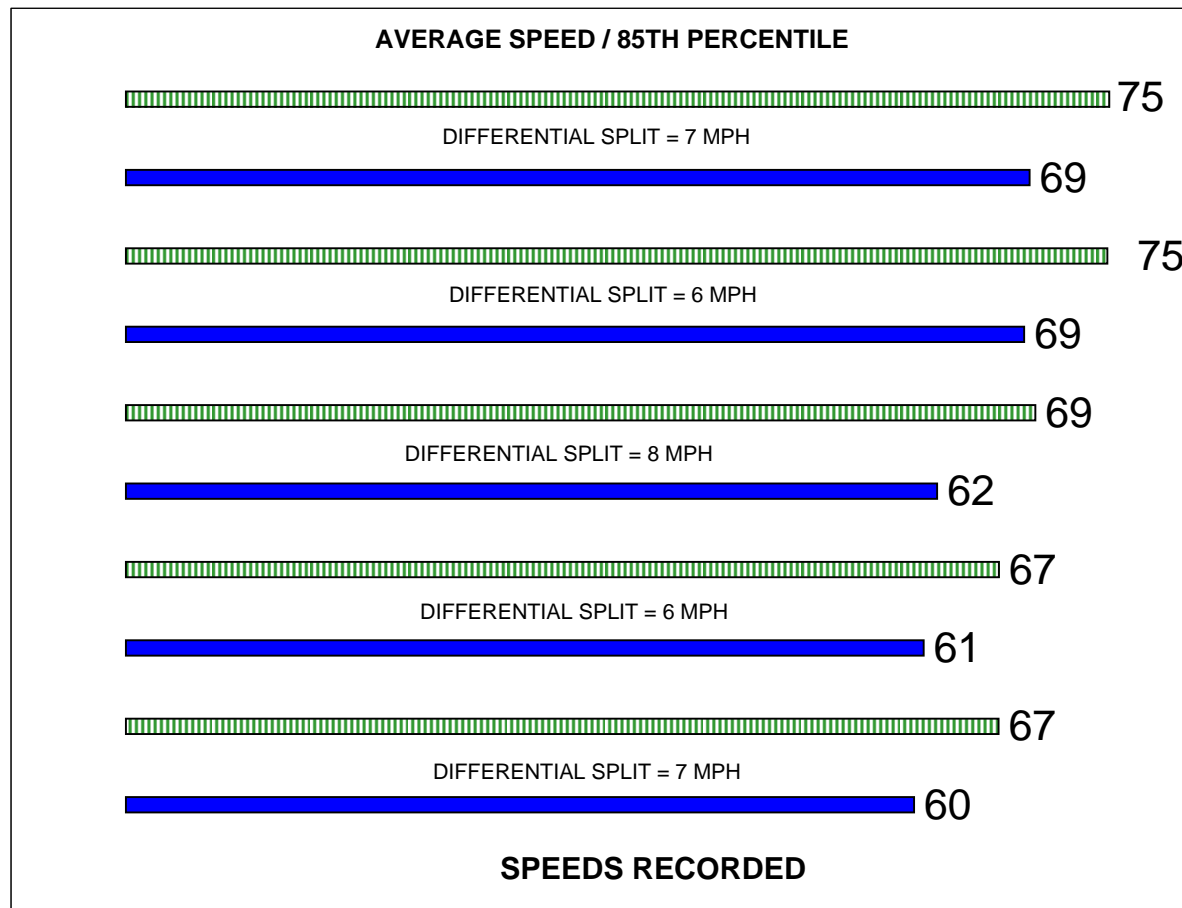 AVERAGE SPEED / 85TH PERCENTILE
75
DIFFERENTIAL SPLIT = 7 MPH
69
75
DIFFERENTIAL SPLIT = 6 MPH
69
69
DIFFERENTIAL SPLIT = 8 MPH
62
67
DIFFERENTIAL SPLIT = 6 MPH
61
67
DIFFERENTIAL SPLIT = 7 MPH
60
SPEEDS RECORDED